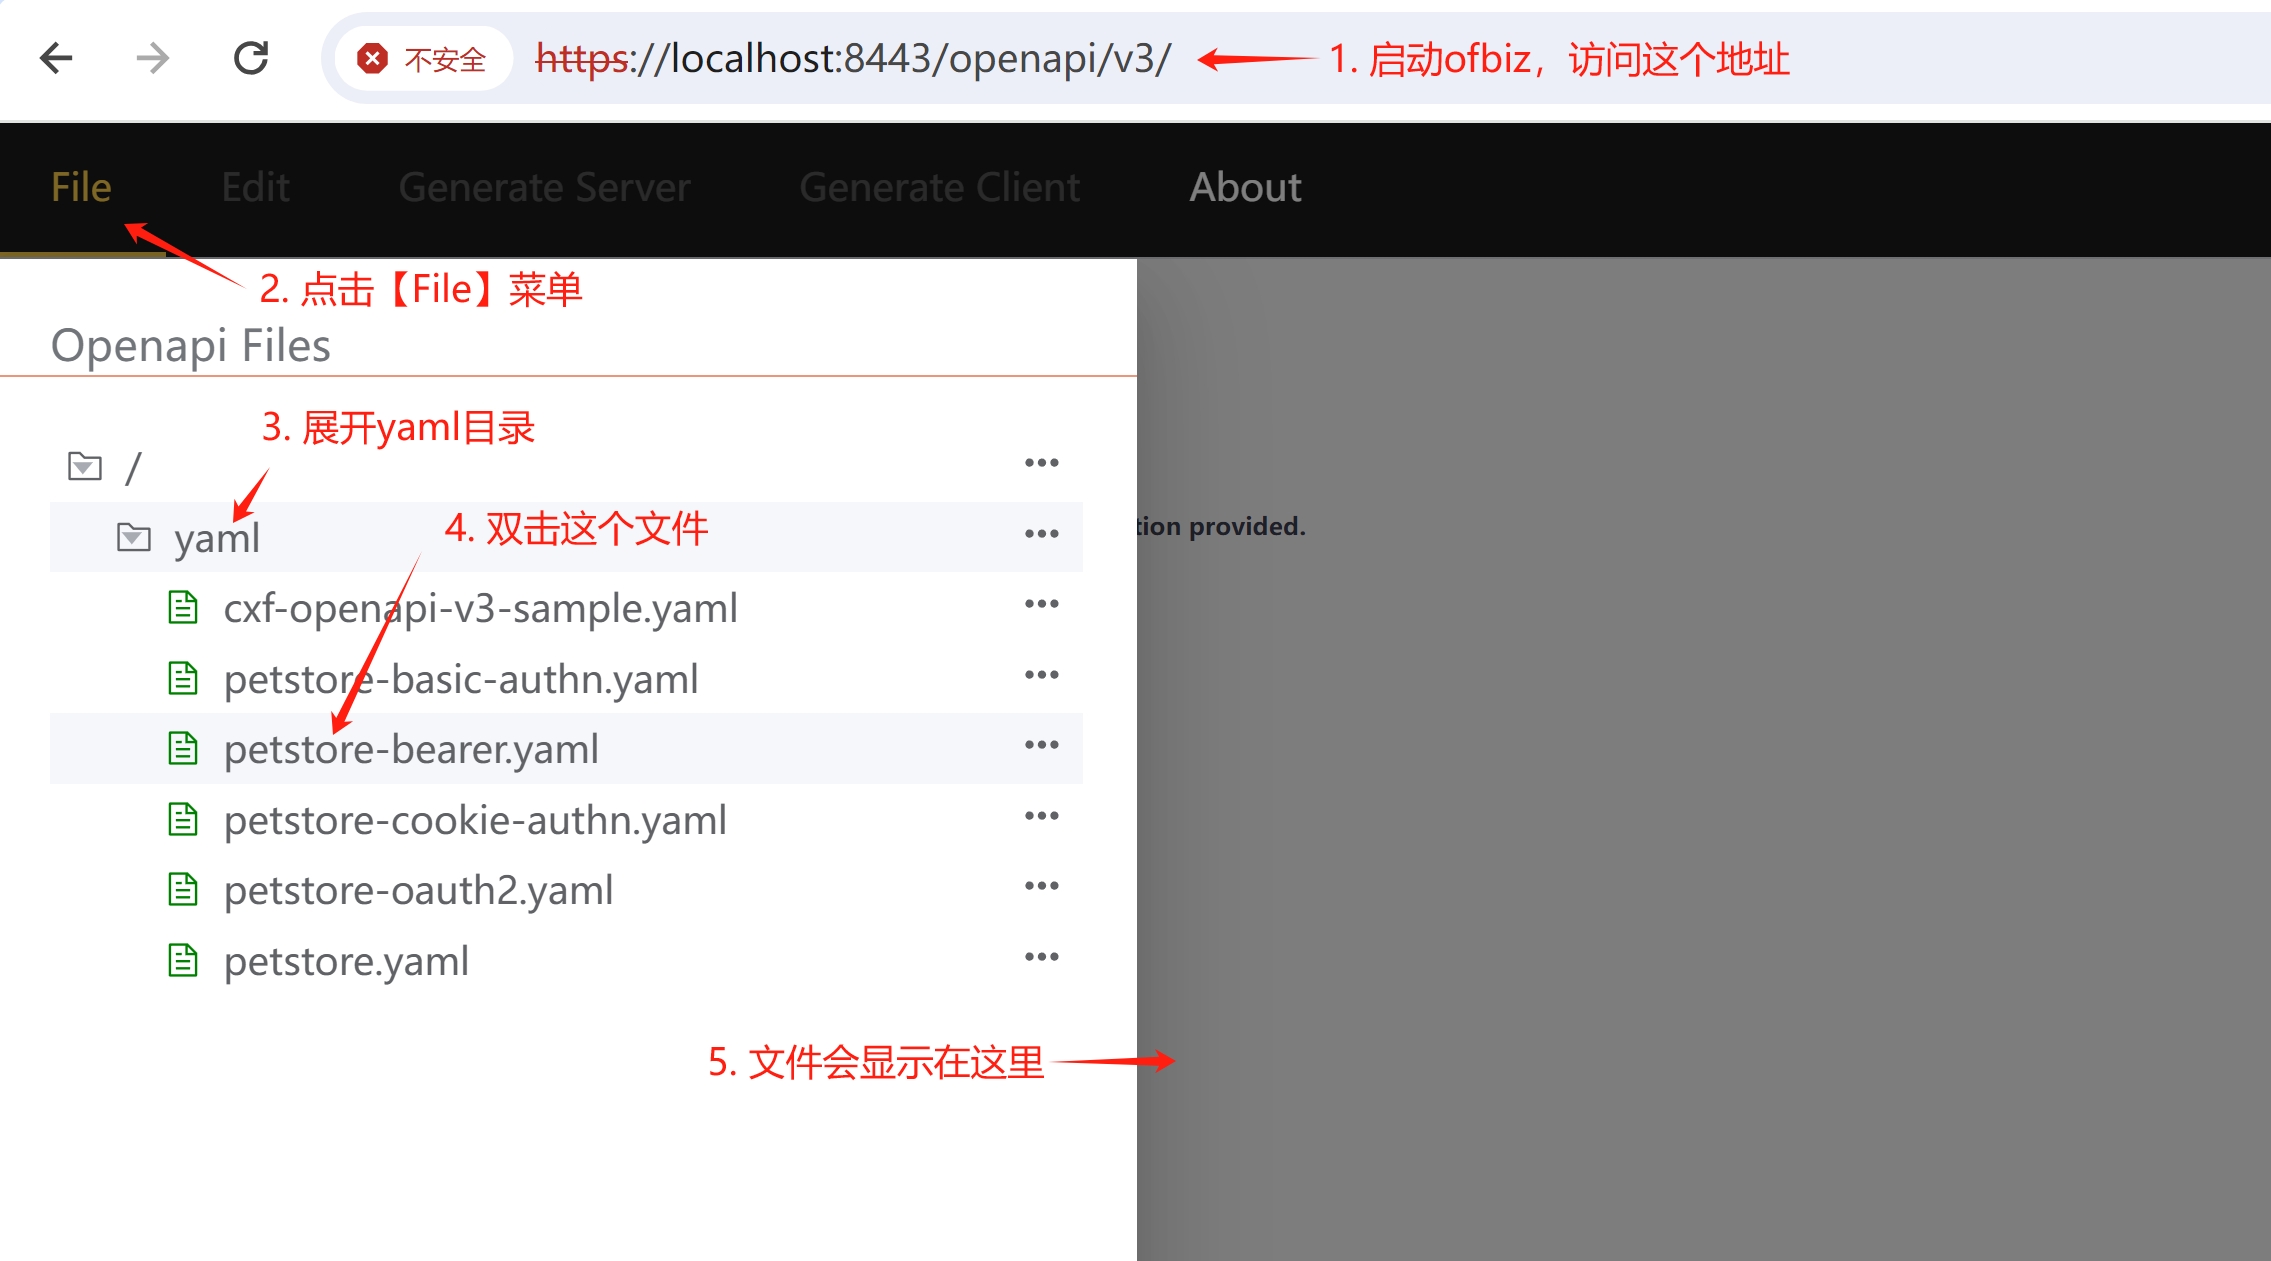 不安全 https://localhost:8443/openapi/v3/ 1. 启动ofbiz，访问这个地址
File Edit Generate Server Generate Client About
2. 点击【File】菜单
Openapi Files
3. 展开yaml目录
/
4. 双击这个文件
tion provided.
yaml
cxf-openapi-v3-sample.yaml
petstore-basic-authn.yaml
petstore-bearer.yaml
petstore-cookie-authn.yaml
petstore-oauth2.yaml
petstore.yaml
5. 文件会显示在这里